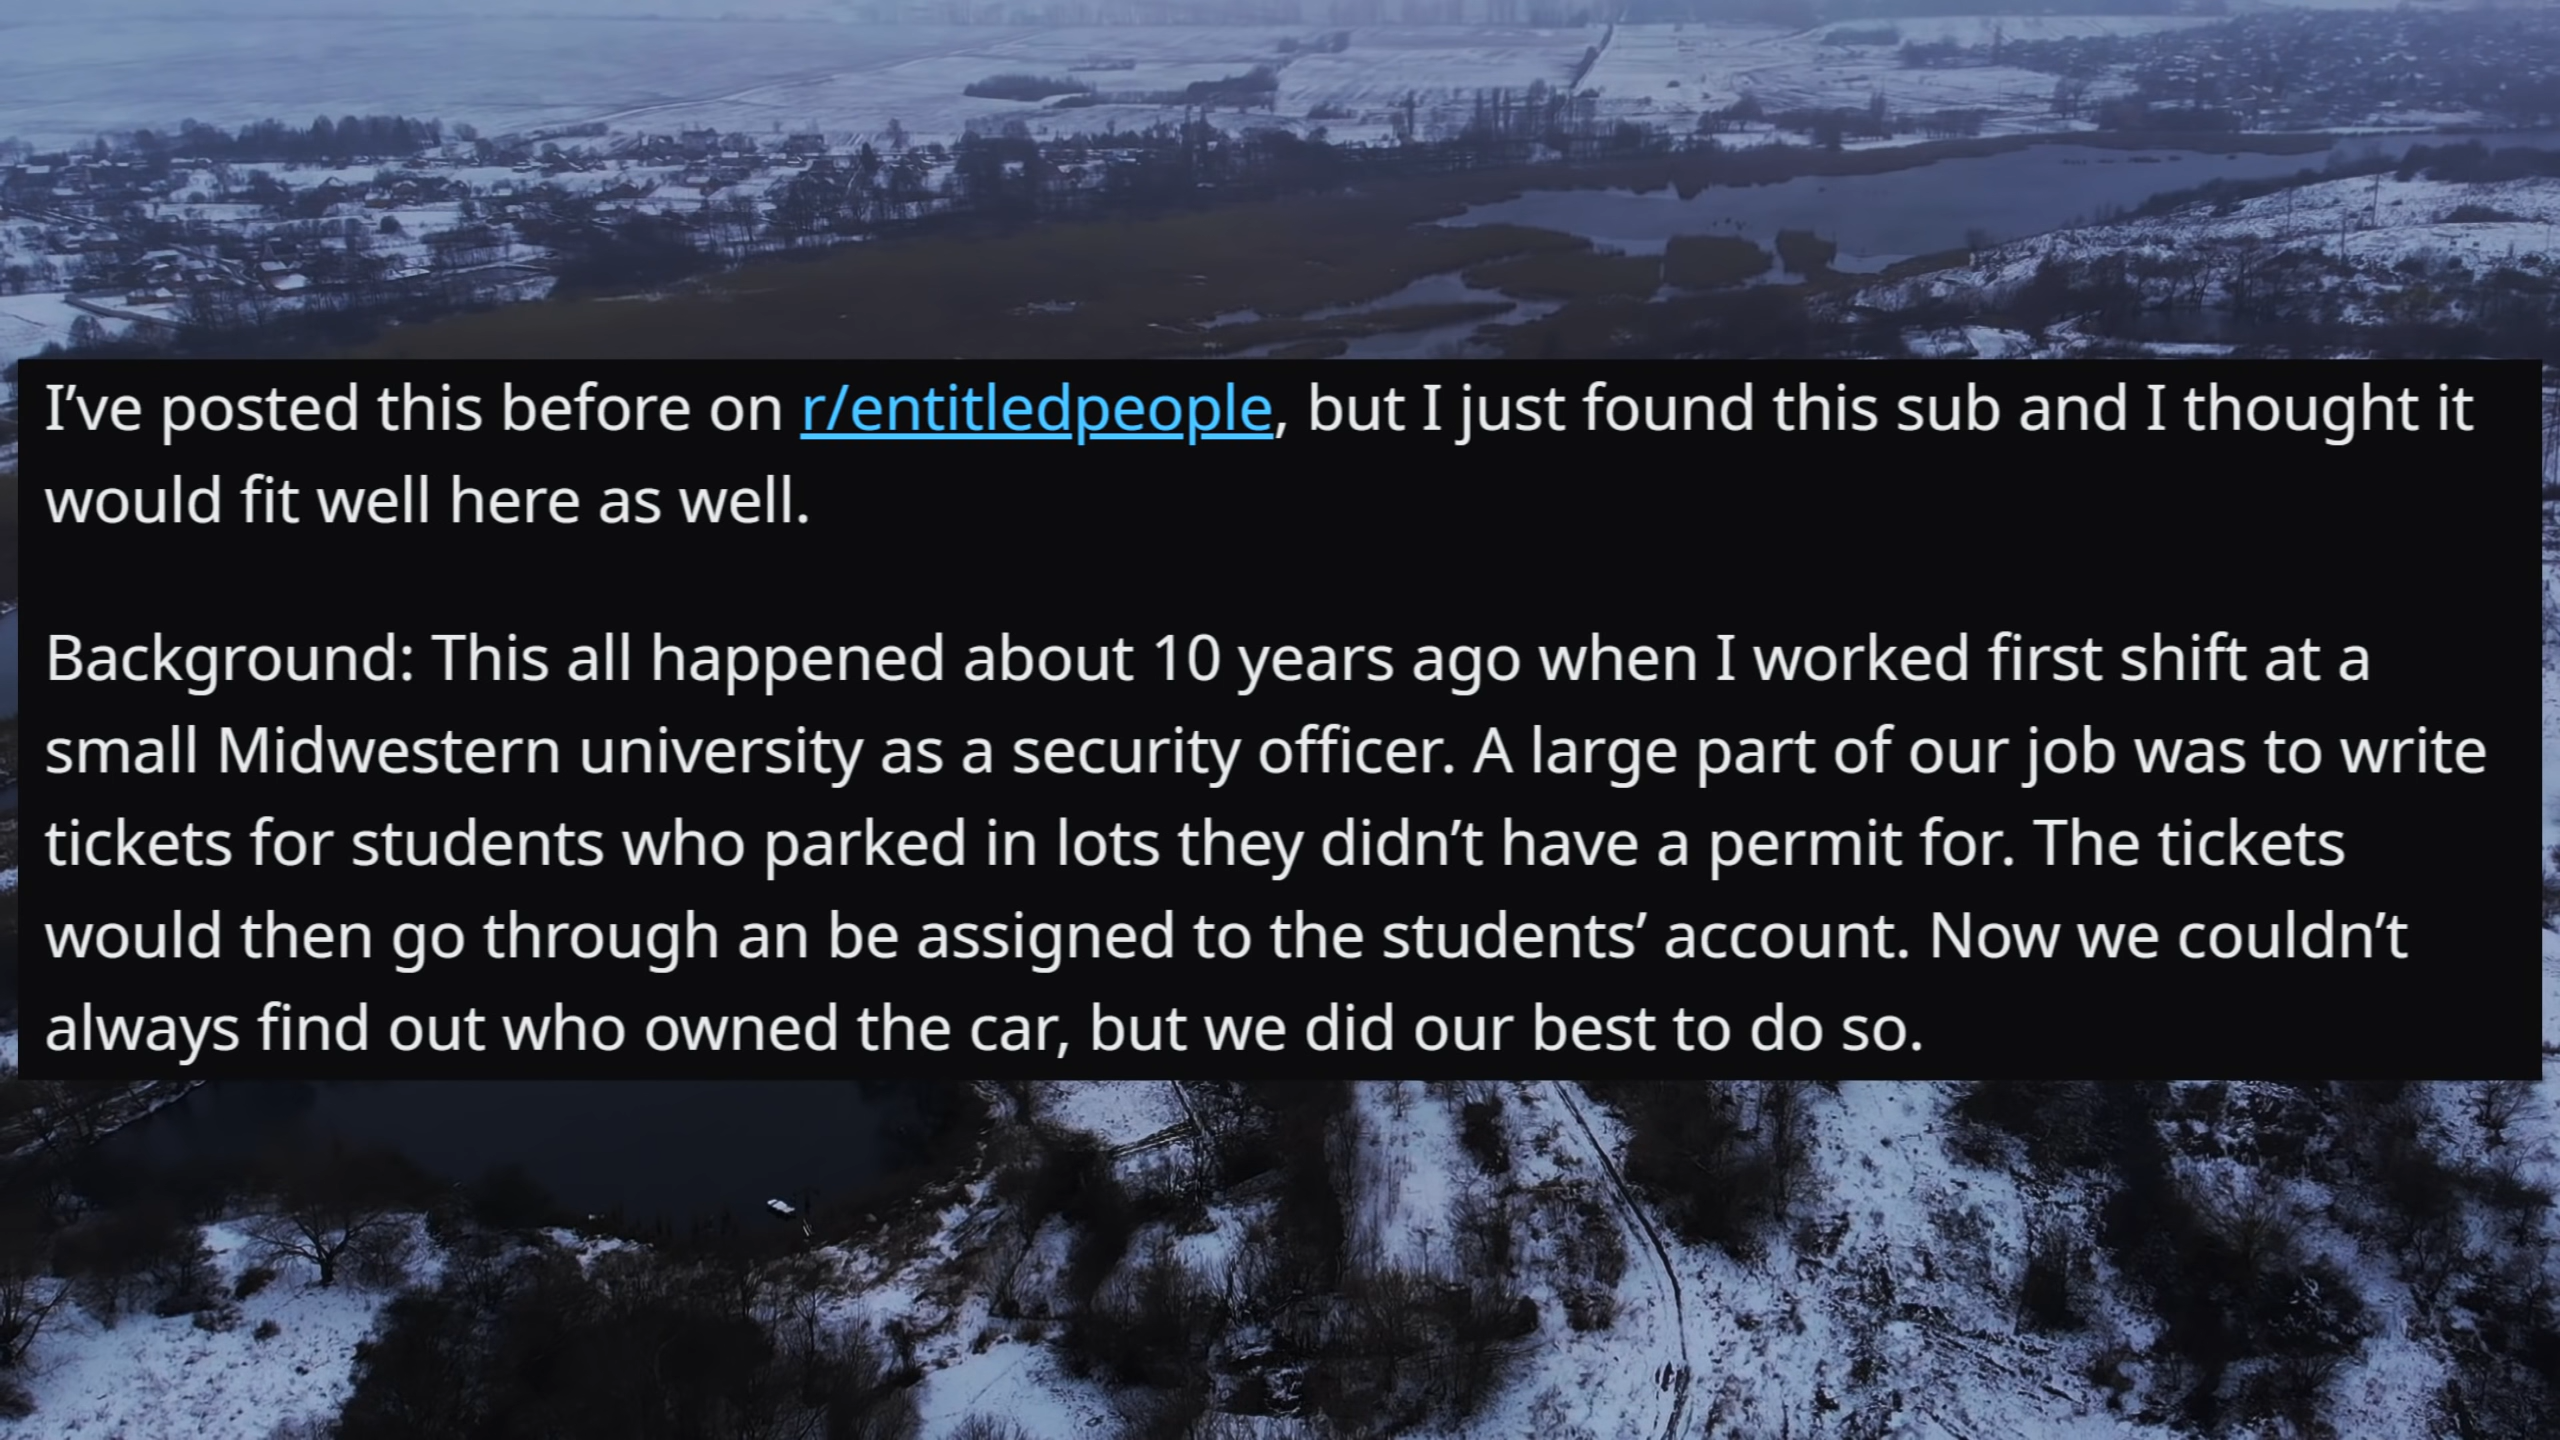 I’ve posted this before on r/entitledpeople, but I just found this sub and I thought it
would fit well here as well.
Background: This all happened about 10 years ago when I worked first shift at a
small Midwestern university as a security officer. A large part of our job was to write
tickets for students who parked in lots they didn’t have a permit for. The tickets
would then go through an be assigned to the students’ account. Now we couldn’t
always find out who owned the car, but we did our best to do so.